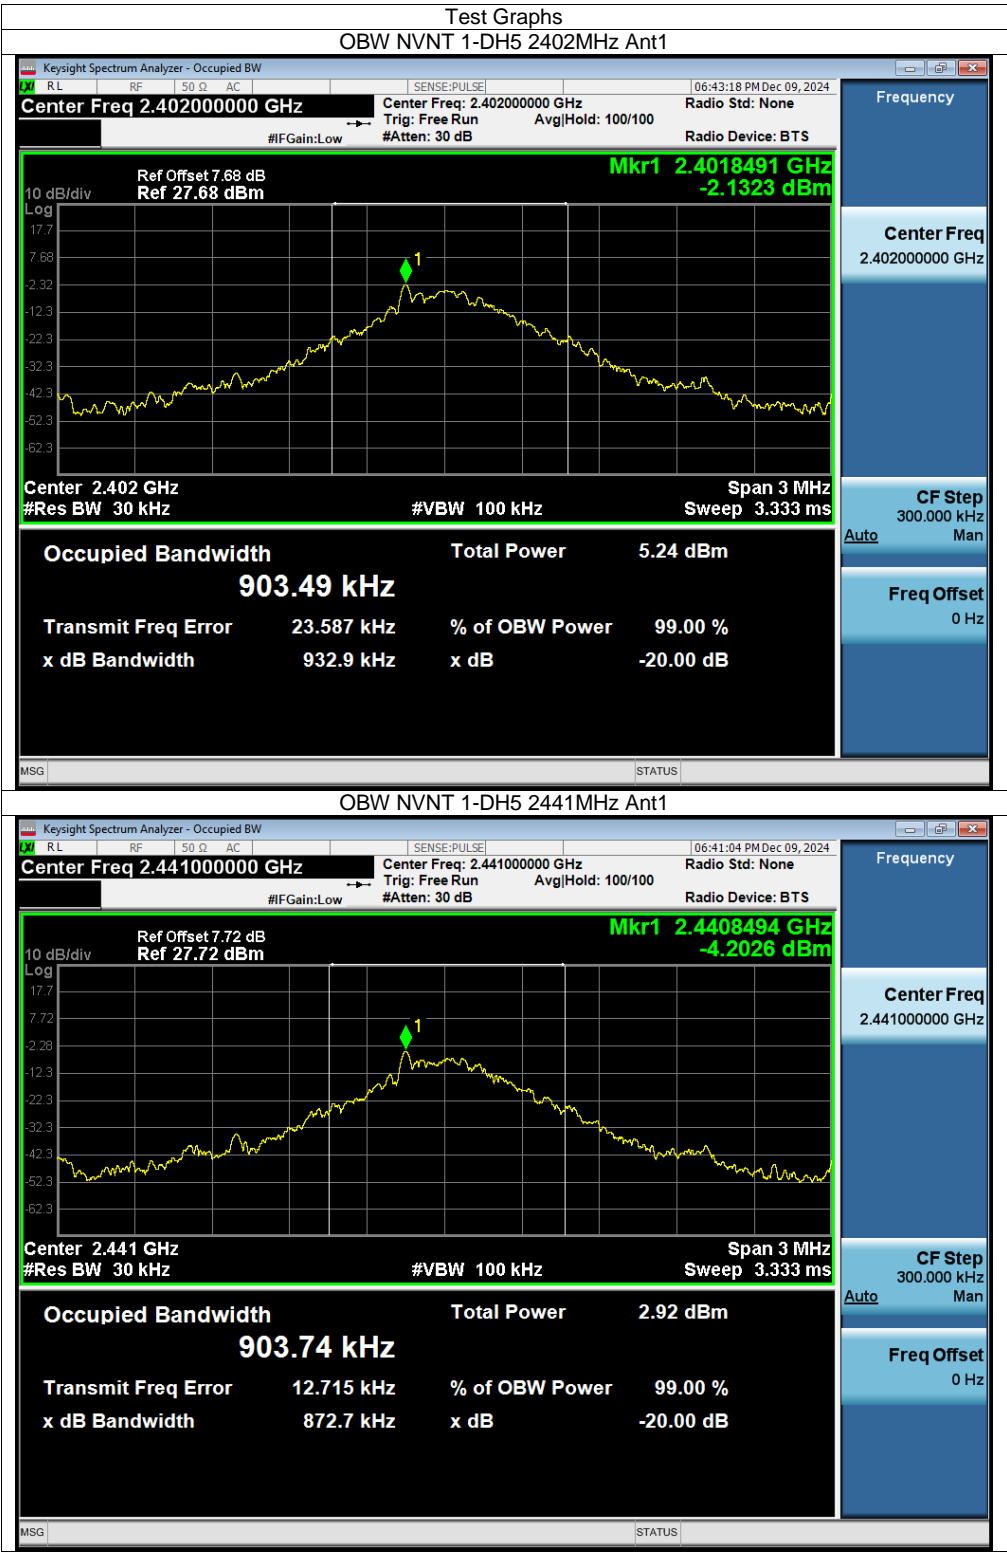 Test Graphs
OBW NVNT 1-DH5 2402MHz Ant1
Keysight Spectrum Analyzer - Occupied BW
LXI RL RF 50 Ω AC SENSE:PULSE 06:43:18 PM Dec 09, 2024
Center Freq 2.402000000 GHz
Center Freq: 2.402000000 GHz
Radio Std: None
Trig: Free Run Avg|Hold: 100/100
#IFGain:Low #Atten: 30 dB Radio Device: BTS
Frequency
Mkr1 2.4018491 GHz
-2.1323 dBm
Ref Offset 7.68 dB
10 dB/div Ref 27.68 dBm
Log
17.7
7.68
-2.32
-12.3
-22.3
-32.3
-42.3
-52.3
-62.3
1
Center 2.402 GHz Span 3 MHz
#Res BW 30 kHz #VBW 100 kHz Sweep 3.333 ms
Center Freq
2.402000000 GHz
CF Step
300.000 kHz
Auto Man
Freq Offset
0 Hz
Occupied Bandwidth Total Power 5.24 dBm
903.49 kHz
Transmit Freq Error 23.587 kHz % of OBW Power 99.00 %
x dB Bandwidth 932.9 kHz x dB -20.00 dB
MSG STATUS
OBW NVNT 1-DH5 2441MHz Ant1
Keysight Spectrum Analyzer - Occupied BW
LXI RL RF 50 Ω AC SENSE:PULSE 06:41:04 PM Dec 09, 2024
Center Freq 2.441000000 GHz
Center Freq: 2.441000000 GHz
Radio Std: None
Trig: Free Run Avg|Hold: 100/100
#IFGain:Low #Atten: 30 dB Radio Device: BTS
Frequency
Mkr1 2.4408494 GHz
-4.2026 dBm
Ref Offset 7.72 dB
10 dB/div Ref 27.72 dBm
Log
17.7
7.72
-2.28
-12.3
-22.3
-32.3
-42.3
-52.3
-62.3
1
Center 2.441 GHz Span 3 MHz
#Res BW 30 kHz #VBW 100 kHz Sweep 3.333 ms
Center Freq
2.441000000 GHz
CF Step
300.000 kHz
Auto Man
Freq Offset
0 Hz
Occupied Bandwidth Total Power 2.92 dBm
903.74 kHz
Transmit Freq Error 12.715 kHz % of OBW Power 99.00 %
x dB Bandwidth 872.7 kHz x dB -20.00 dB
MSG STATUS